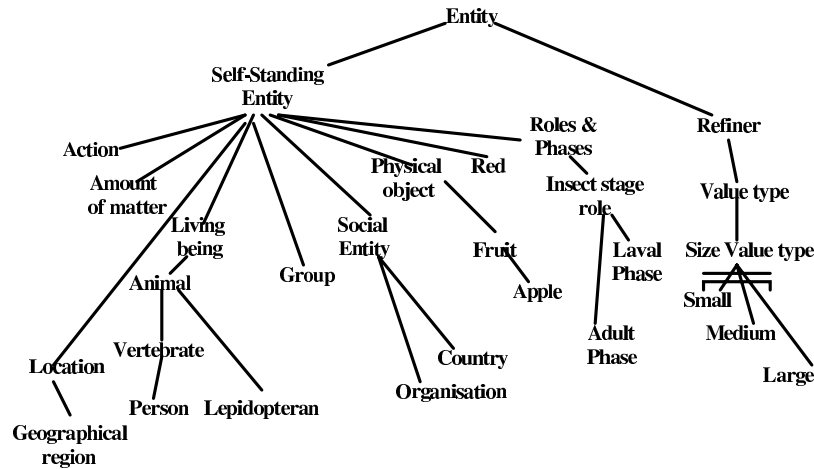 Entity
Self-Standing
Entity
Roles &
Phases
Refiner
Action
Physical
object
Red
Amount
of matter
Insect stage
role
Value type
Living
being
Social
Entity
Fruit
Laval
Phase
Size Value type
Group
Animal
Apple
Small
Medium
Adult
Phase
Vertebrate
Country
Location
Large
Organisation
Person
Lepidopteran
Geographical
region